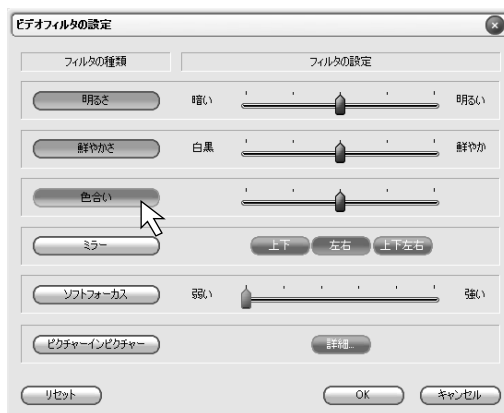 ビデオフィルタの設定
フィルタの種類 フィルタの設定
明るさ 暗い 明るい
鮮やかさ 白黒 鮮やか
色合い
ミラー 上下 左右 上下左右
ソフトフォーカス 弱い 強い
ピクチャーインピクチャー 詳細...
リセット OK キャンセル